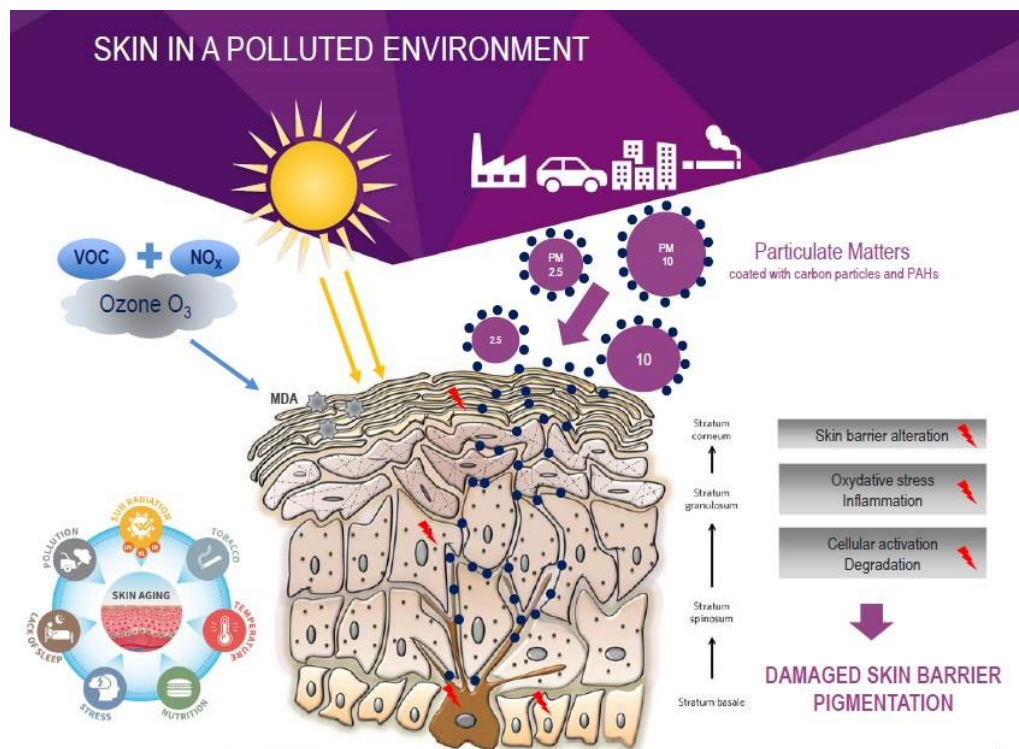 SKIN IN A POLLUTED ENVIRONMENT
VOC
NOx
Ozone O3
PM
2.5
PM
10
Particulate Matters
coated with carbon particles and PAHs
2.5
10
MDA
Stratum
corneum
Stratum
granulosum
Stratum
spinosum
Stratum basale
Skin barrier alteration
Oxydative stress
Inflammation
Cellular activation
Degradation
DAMAGED SKIN BARRIER
PIGMENTATION
SUN RADIATION
TOBACCO
TEMPERATURE
NUTRITION
STRESS
LACK OF SLEEP
POLLUTION
SKIN AGING